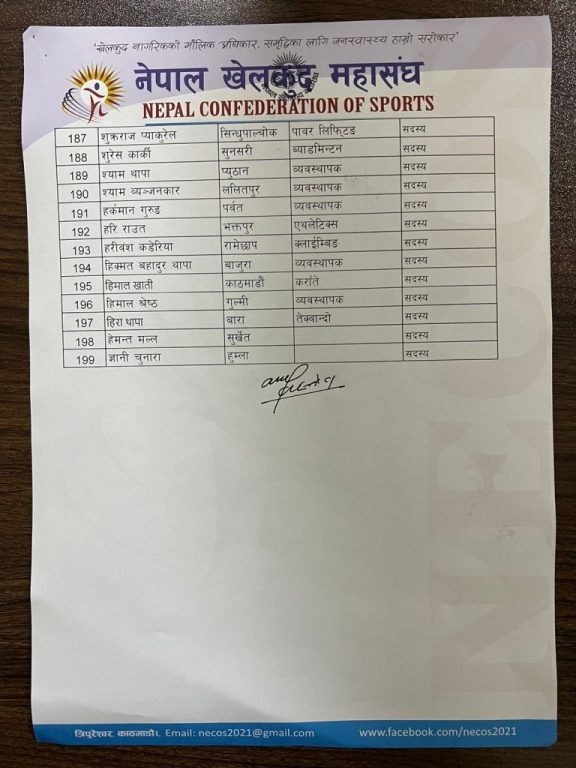 'खेलकुद नागरिकको मौलिक अधिकार, समृद्धिका लागि जनस्वास्थ्य हाम्रो सरोकार'
नेपाल खेलकुद महासंघ
NEPAL CONFEDERATION OF SPORTS
187 शुक्रराज प्याकुरेल सिन्धुपाल्चोक पावर लिफ्टिड सदस्य
188 शुरेस कार्की सुनसरी ब्याडमिन्टन सदस्य
189 श्याम थापा प्युठान व्यवस्थापक सदस्य
190 श्याम व्यञ्जनकार ललितपुर व्यवस्थापक सदस्य
191 हर्कमान गुरुड पर्वत व्यवस्थापक सदस्य
192 हरि राउत भक्तपुर एथलेटिक्स सदस्य
193 हरीवंश कडेरिया रामेछाप क्लाईम्बिड सदस्य
194 हिक्मत बहादुर थापा बाजुरा व्यवस्थापक सदस्य
195 हिमाल खाती काठमाडौं कराँते सदस्य
196 हिमाल श्रेष्ठ गुल्मी व्यवस्थापक सदस्य
197 हिरा थापा बारा तेक्वान्दो सदस्य
198 हेमन्त मल्ल सुर्खेत सदस्य
199 ज्ञानी चुनारा हुम्ला सदस्य
त्रिपुरेश्वर, काठमाडौं, Email: necos2021@gmail.com www.facebook.com/necos2021